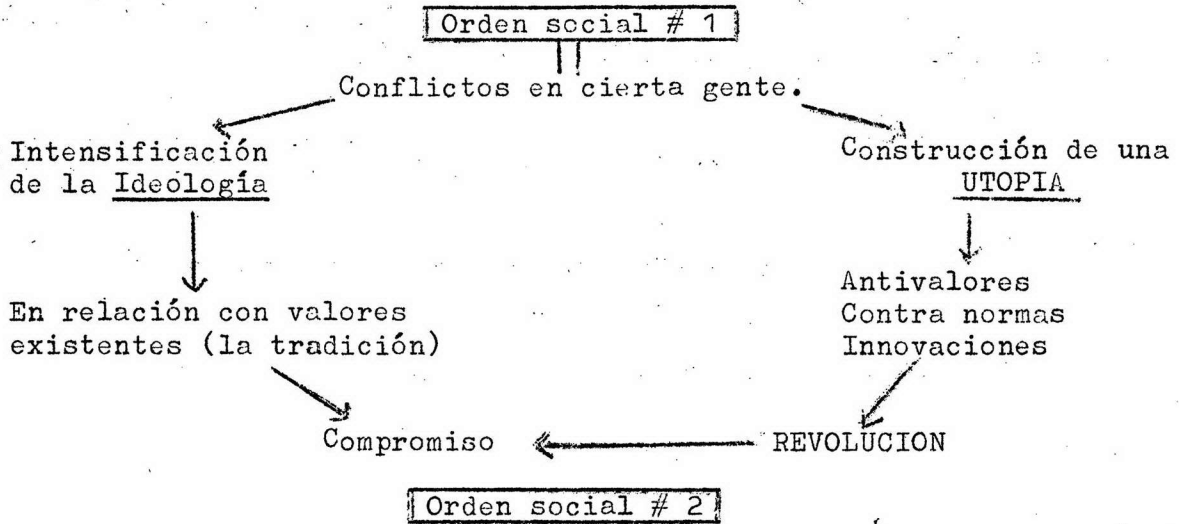 Orden social # 1
Conflictos en cierta gente.
Intensificación
de la Ideología
Construcción de una
UTOPIA
En relación con valores
existentes (la tradición)
Antivalores
Contra normas
Innovaciones
Compromiso
REVOLUCION
Orden social # 2